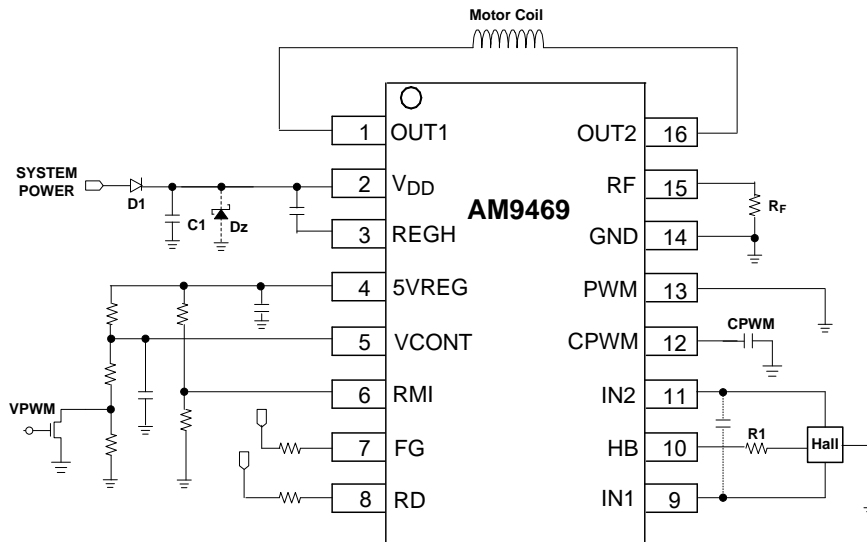 Motor Coil
1 OUT1 OUT2 16
SYSTEM
POWER
D1
C1
Dz
2 VDD RF 15
AM9469
RF
3 REGH GND 14
4 5VREG PWM 13
5 VCONT CPWM 12
CPWM
6 RMI IN2 11
VPWM
7 FG HB 10
R1
Hall
8 RD IN1 9